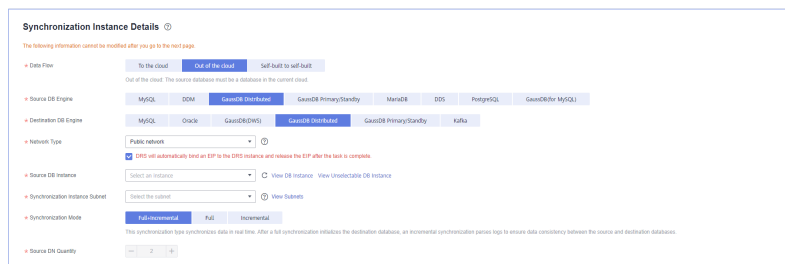 Synchronization Instance Details
The following information cannot be modified after you go to the next page.
* Data Flow
To the cloud Out of the cloud Self-built to self-built
Out of the cloud: The source database must be a database in the current cloud.
* Source DB Engine
MySQL DDM GaussDB Distributed GaussDB Primary/Standby MariaDB DDS PostgreSQL GaussDB(for MySQL)
* Destination DB Engine
MySQL Oracle GaussDB(DWS) GaussDB Distributed GaussDB Primary/Standby Kafka
* Network Type
Public network
DRS will automatically bind an EIP to the DRS instance and release the EIP after the task is complete.
* Source DB Instance
Select an instance
View DB Instance View Unselectable DB Instance
* Synchronization Instance Subnet
Select the subnet
View Subnets
* Synchronization Mode
Full+Incremental Full Incremental
This synchronization type synchronizes data in real time. After a full synchronization initializes the destination database, an incremental synchronization parses logs to ensure data consistency between the source and destination databases.
* Source DN Quantity
− 2 +